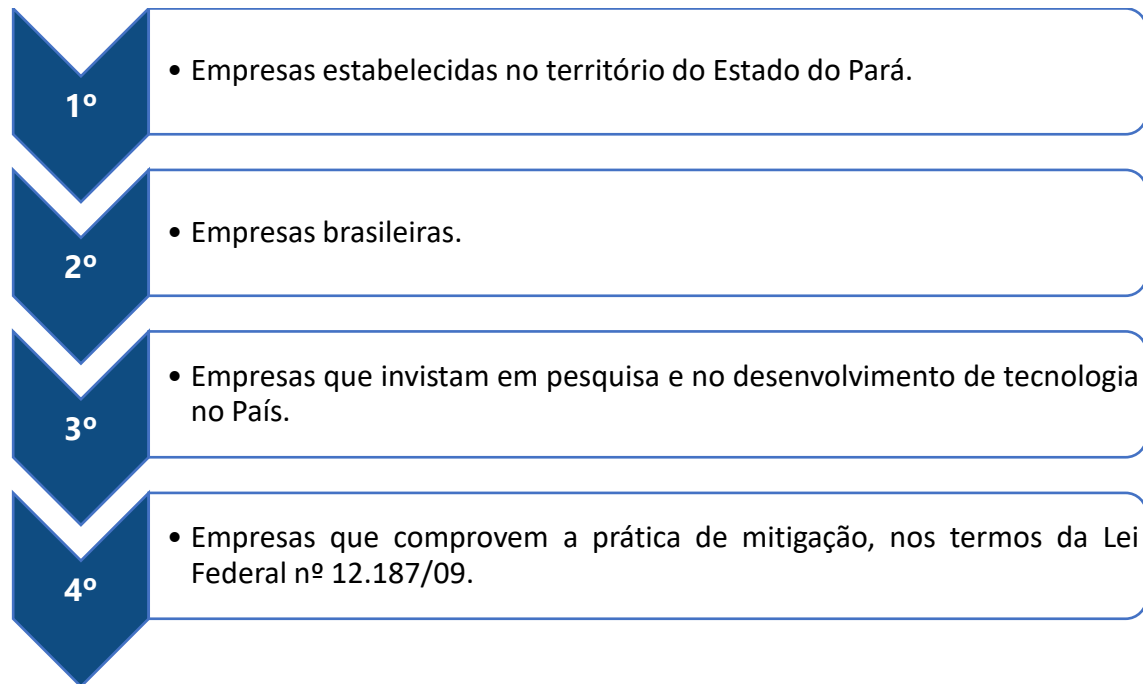 1º
• Empresas estabelecidas no território do Estado do Pará.
2º
• Empresas brasileiras.
3º
• Empresas que invistam em pesquisa e no desenvolvimento de tecnologia
no País.
4º
• Empresas que comprovem a prática de mitigação, nos termos da Lei
Federal nº 12.187/09.